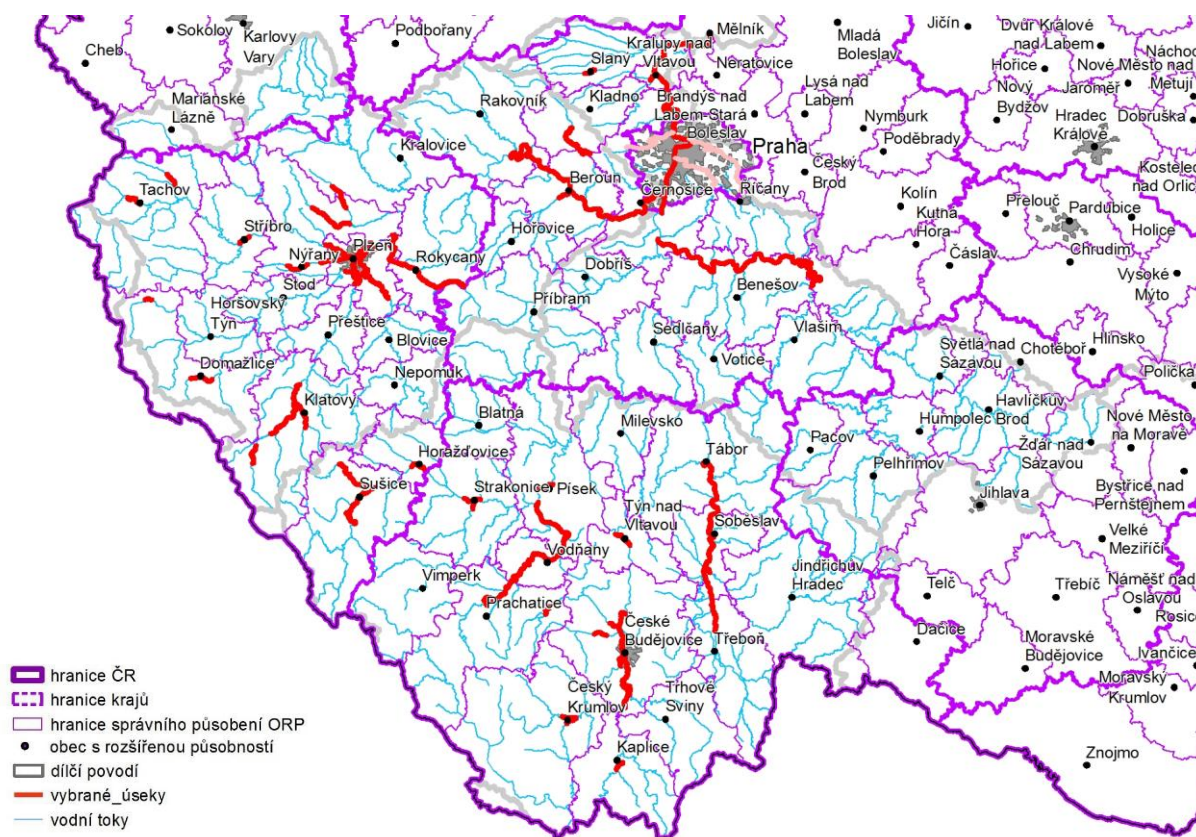 Cheb
Sokolov
Karlovy
Vary
Podbořany
Mělník
Mladá
Boleslav
Jičín
Dvůr Králové
nad Labem
Náchod
Hořice
Nové Město nad
Metují
Jaroměř
Nový
Bydžov
Hradec
Králové
Dobruška
Kostelec
nad Orlicí
Mariánské
Lázně
Kralupy nad
Vltavou
Slaný
Neratovice
Rakovník
Kladno
Brandýs nad
Labem-Stará
Boleslav
Lysá nad
Labem
Nymburk
Poděbrady
Praha
Kralovice
Beroun
Černošice
Říčany
Český
Brod
Kolín
Kutná
Hora
Přelouč
Pardubice
Holice
Chrudim
Čáslav
Vysoké
Mýto
Tachov
Stříbro
Nýřany
Plzeň
Rokycany
Hořovice
Dobříš
Stod
Horšovský
Týn
Přeštice
Blovice
Příbram
Benešov
Sedlčany
Votice
Vlašim
Světlá nad
Sázavou
Chotěboř
Hlinsko
Polička
Domažlice
Nepomuk
Klatovy
Blatná
Milevsko
Humpolec
Havlíčkův
Brod
Nové Město
na Moravě
Žďár nad
Sázavou
Pacov
Tábor
Pelhřimov
Horažďovice
Sušice
Strakonice
Písek
Týn nad
Vltavou
Soběslav
Jihlava
Bystřice nad
Pernštejnem
Velké
Meziříčí
Vodňany
Vimperk
Prachatice
Jindřichův
Hradec
Telč
Třebíč
Náměšť nad
Oslavou
Rosice
České
Budějovice
Třeboň
Dačice
Moravské
Budějovice
Ivančice
Moravský
Krumlov
Český
Krumlov
Trhové
Sviny
Kaplice
Znojmo
hranice ČR
hranice krajů
hranice správního působení ORP
obec s rozšířenou působností
dílčí povodí
vybrané_úseky
vodní toky